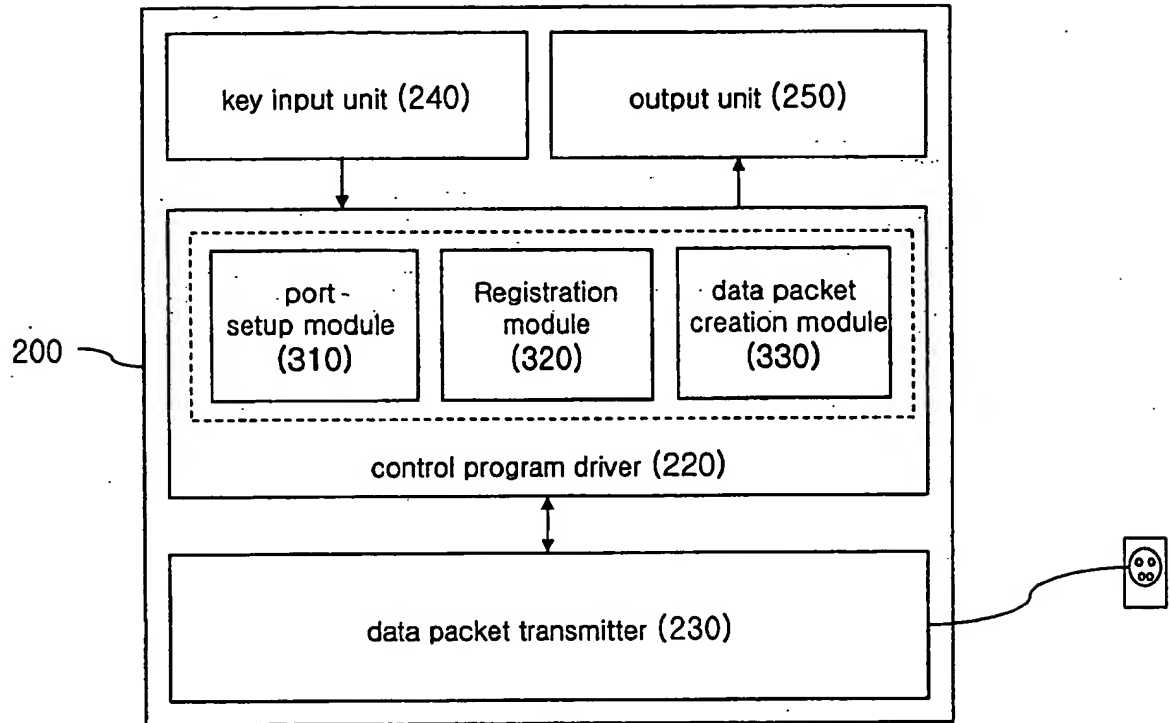 key input unit (240)
output unit (250)
port -
setup module
(310)
Registration
module
(320)
data packet
creation module
(330)
200
control program driver (220)
data packet transmitter (230)